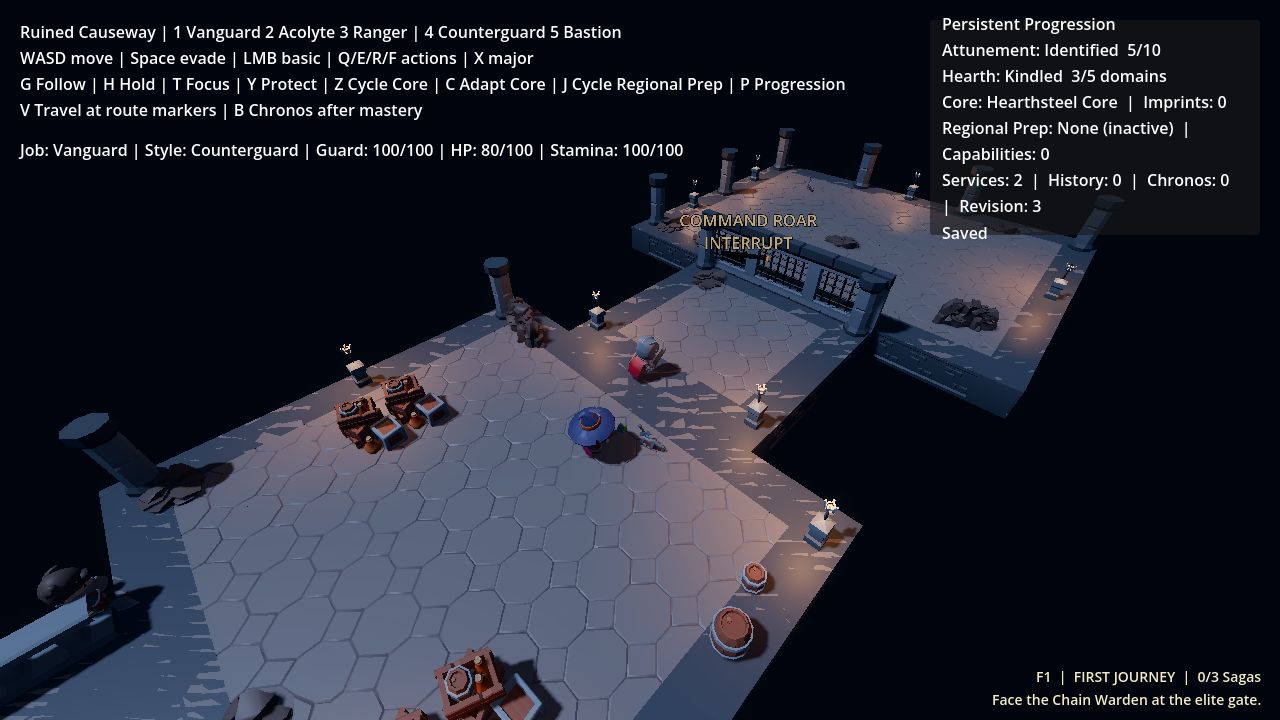 Ruined Causeway | 1 Vanguard 2 Acolyte 3 Ranger | 4 Counterguard 5 Bastion
WASD move | Space evade | LMB basic | Q/E/R/F actions | X major
G Follow | H Hold | T Focus | Y Protect | Z Cycle Core | C Adapt Core | J Cycle Regional Prep | P Progression
V Travel at route markers | B Chronos after mastery
Job: Vanguard | Style: Counterguard | Guard: 100/100 | HP: 80/100 | Stamina: 100/100
Persistent Progression
Attunement: Identified 5/10
Hearth: Kindled 3/5 domains
Core: Hearthsteel Core | Imprints: 0
Regional Prep: None (inactive) |
Capabilities: 0
Services: 2 | History: 0 | Chronos: 0
| Revision: 3
Saved
COMMAND ROAR
INTERRUPT
F1 | FIRST JOURNEY | 0/3 Sagas
Face the Chain Warden at the elite gate.